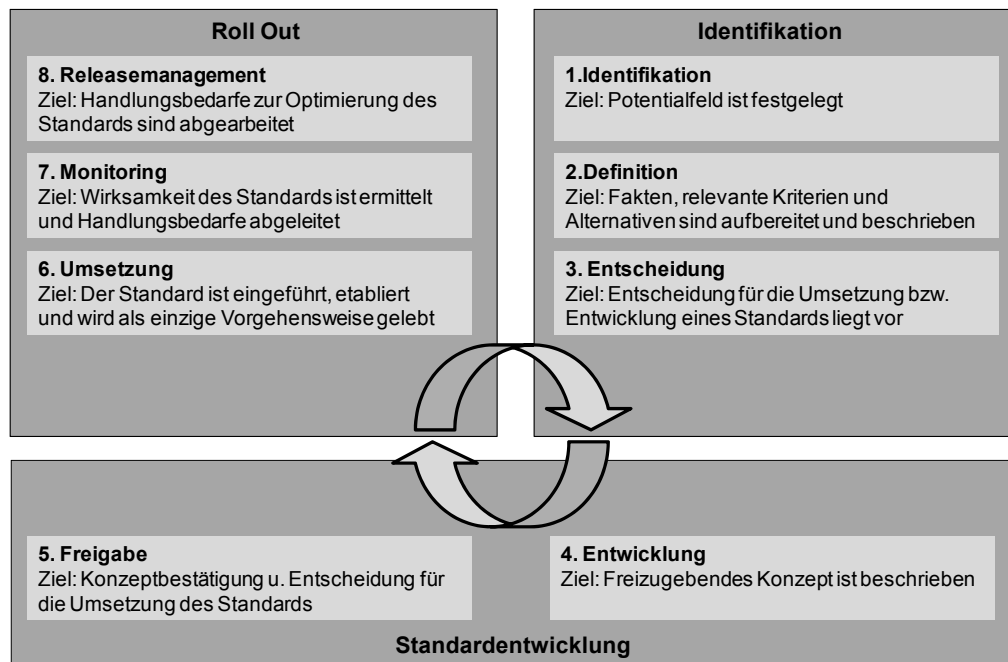 Roll Out
8. Releasemanagement
Ziel: Handlungsbedarfe zur Optimierung des
Standards sind abgearbeitet
7. Monitoring
Ziel: Wirksamkeit des Standards ist ermittelt
und Handlungsbedarfe abgeleitet
6. Umsetzung
Ziel: Der Standard ist eingeführt, etabliert
und wird als einzige Vorgehensweise gelebt
Identifikation
1.Identifikation
Ziel: Potentialfeld ist festgelegt
2.Definition
Ziel: Fakten, relevante Kriterien und
Alternativen sind aufbereitet und beschrieben
3. Entscheidung
Ziel: Entscheidung für die Umsetzung bzw.
Entwicklung eines Standards liegt vor
5. Freigabe
Ziel: Konzeptbestätigung u. Entscheidung für
die Umsetzung des Standards
4. Entwicklung
Ziel: Freizugebendes Konzept ist beschrieben
Standardentwicklung